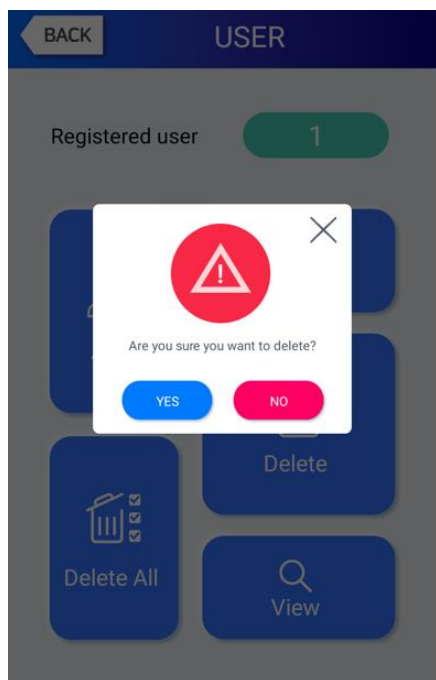 BACK
USER
Registered user
1
Are you sure you want to delete?
YES
NO
Delete
Delete All
View